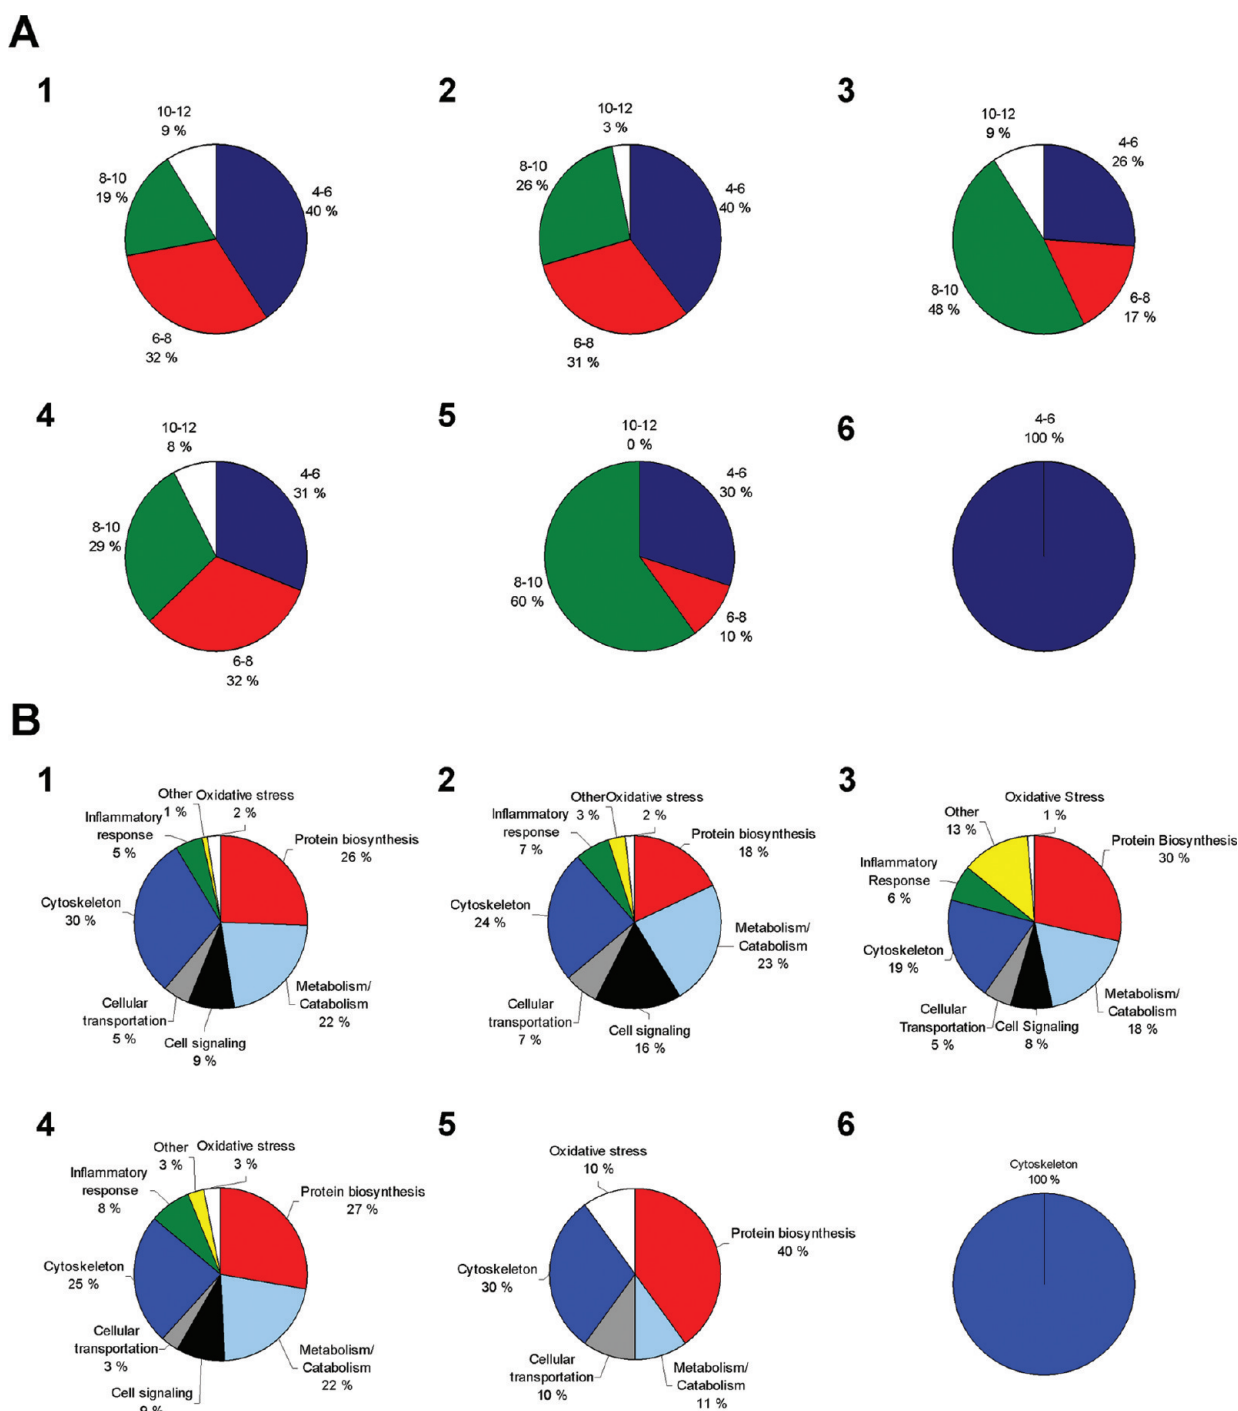 A
1
10-12
9 %
8-10
19 %
4-6
40 %
6-8
32 %
2
10-12
3 %
8-10
26 %
4-6
40 %
6-8
31 %
3
10-12
9 %
4-6
26 %
8-10
48 %
6-8
17 %
4
10-12
8 %
4-6
31 %
8-10
29 %
6-8
32 %
5
10-12
0 %
4-6
30 %
8-10
60 %
6-8
10 %
6
4-6
100 %
B
1
Other
1 %
Oxidative stress
2 %
Inflammatory
response
5 %
Protein biosynthesis
26 %
Cytoskeleton
30 %
Metabolism/
Catabolism
22 %
Cellular
transportation
5 %
Cell signaling
9 %
2
Other
3 %
Oxidative stress
2 %
Inflammatory
response
7 %
Protein biosynthesis
18 %
Cytoskeleton
24 %
Metabolism/
Catabolism
23 %
Cellular
transportation
7 %
Cell signaling
16 %
3
Oxidative Stress
1 %
Other
13 %
Protein Biosynthesis
30 %
Inflammatory
Response
6 %
Cytoskeleton
19 %
Metabolism/
Catabolism
18 %
Cellular
Transportation
5 %
Cell Signaling
8 %
4
Other
3 %
Oxidative stress
3 %
Inflammatory
response
8 %
Protein biosynthesis
27 %
Cytoskeleton
25 %
Cellular
transportation
3 %
Metabolism/
Catabolism
22 %
Cell signaling
9 %
5
Oxidative stress
10 %
Protein biosynthesis
40 %
Cytoskeleton
30 %
Cellular
transportation
10 %
Metabolism/
Catabolism
11 %
6
Cytoskeleton
100 %